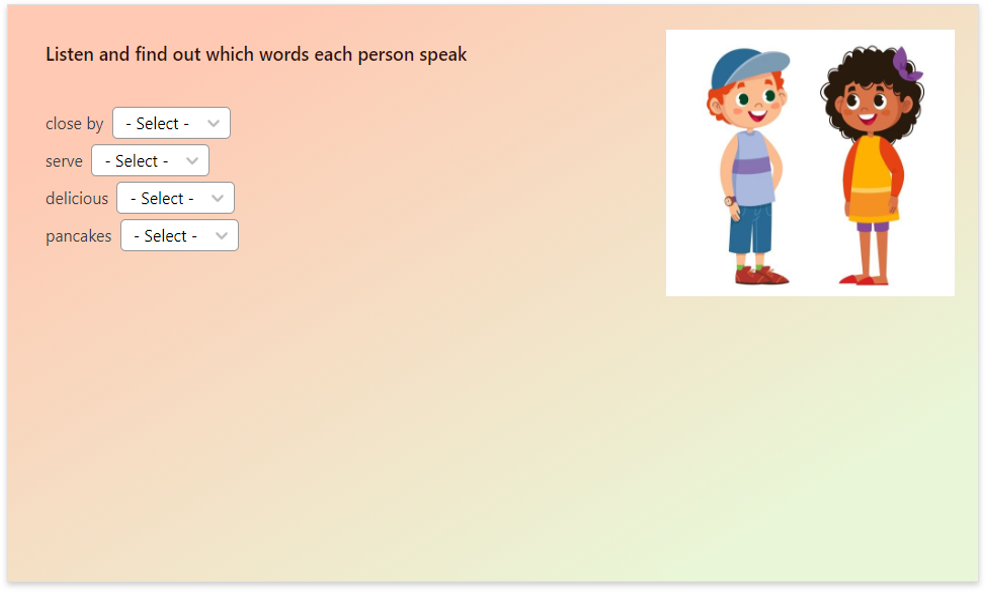 Listen and find out which words each person speak
close by - Select -
serve - Select -
delicious - Select -
pancakes - Select -